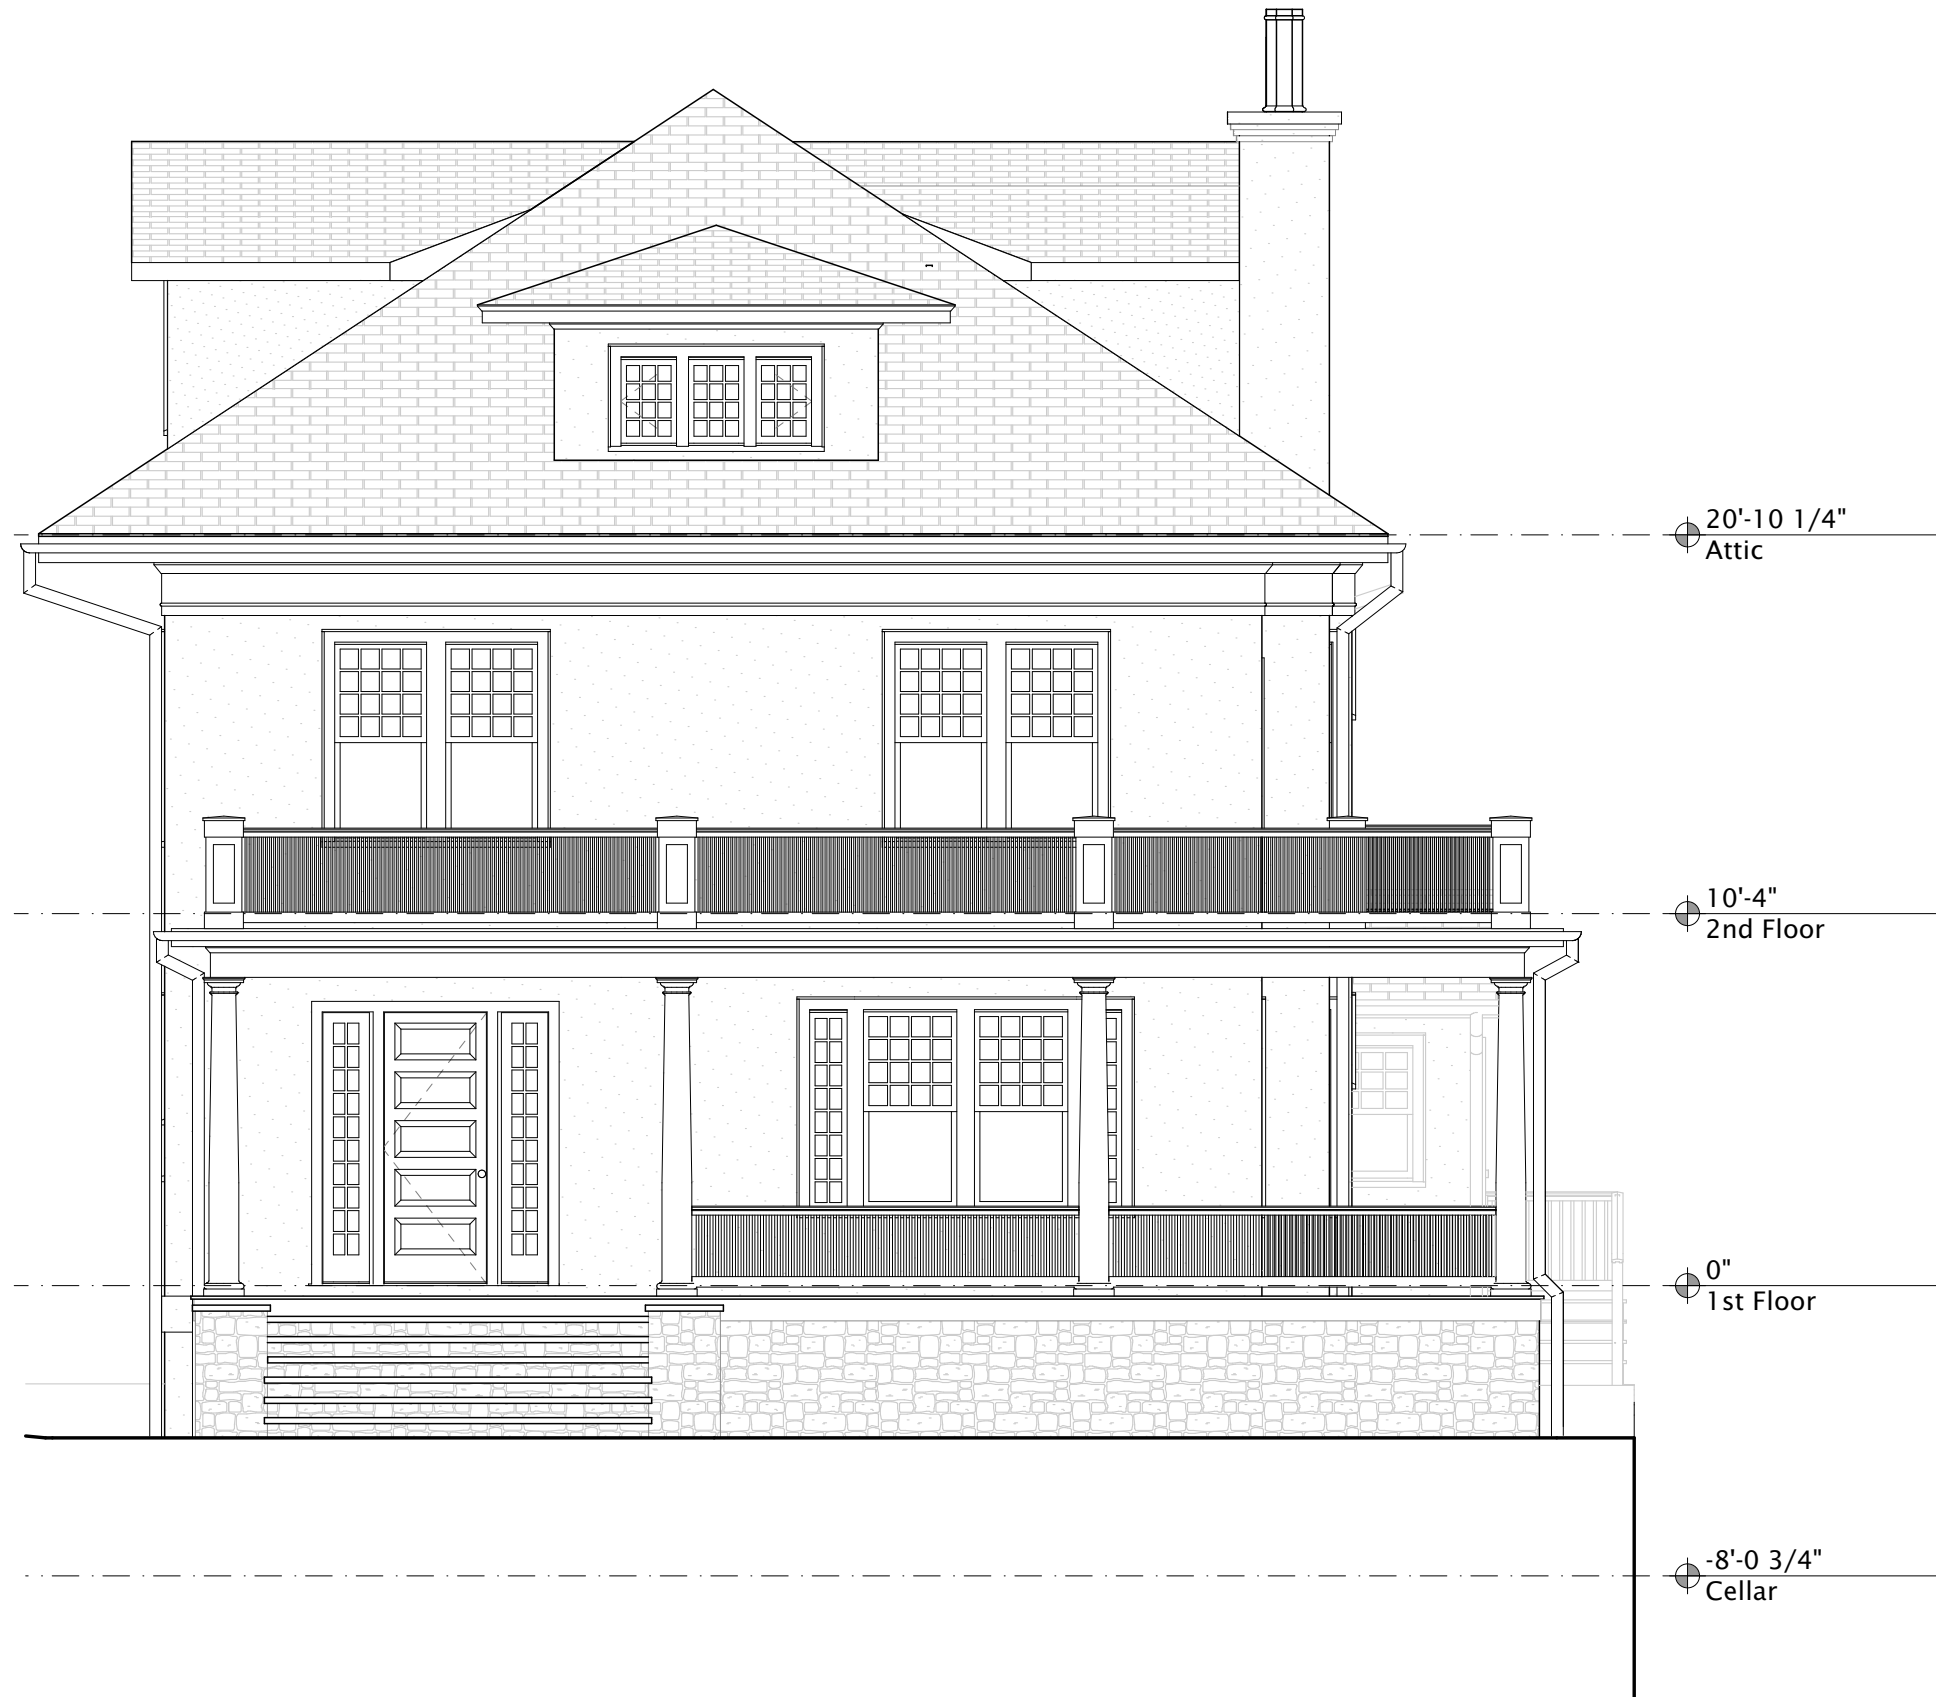 20'-10 1/4"
Attic
10'-4"
2nd Floor
0"
1st Floor
-8'-0 3/4"
Cellar